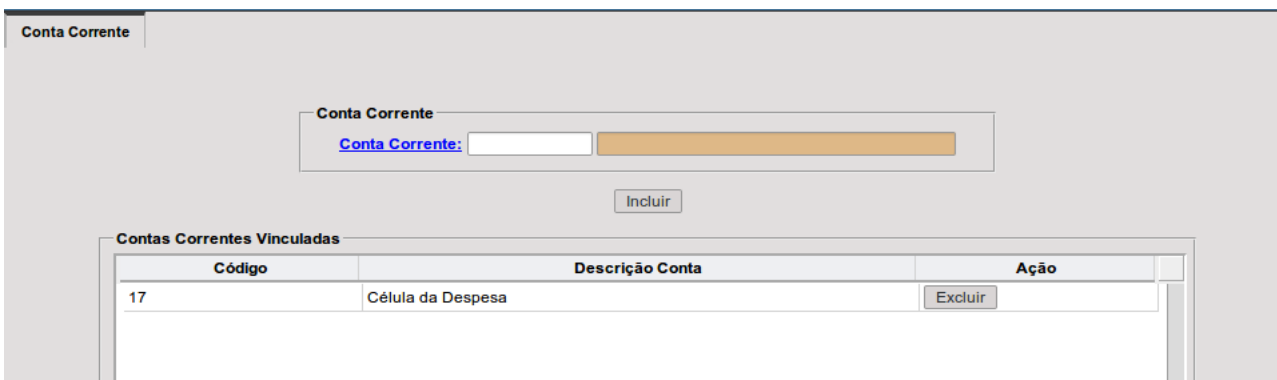 Conta Corrente
Conta Corrente
Conta Corrente:
Incluir
Contas Correntes Vinculadas
Código Descrição Conta Ação
17 Célula da Despesa Excluir